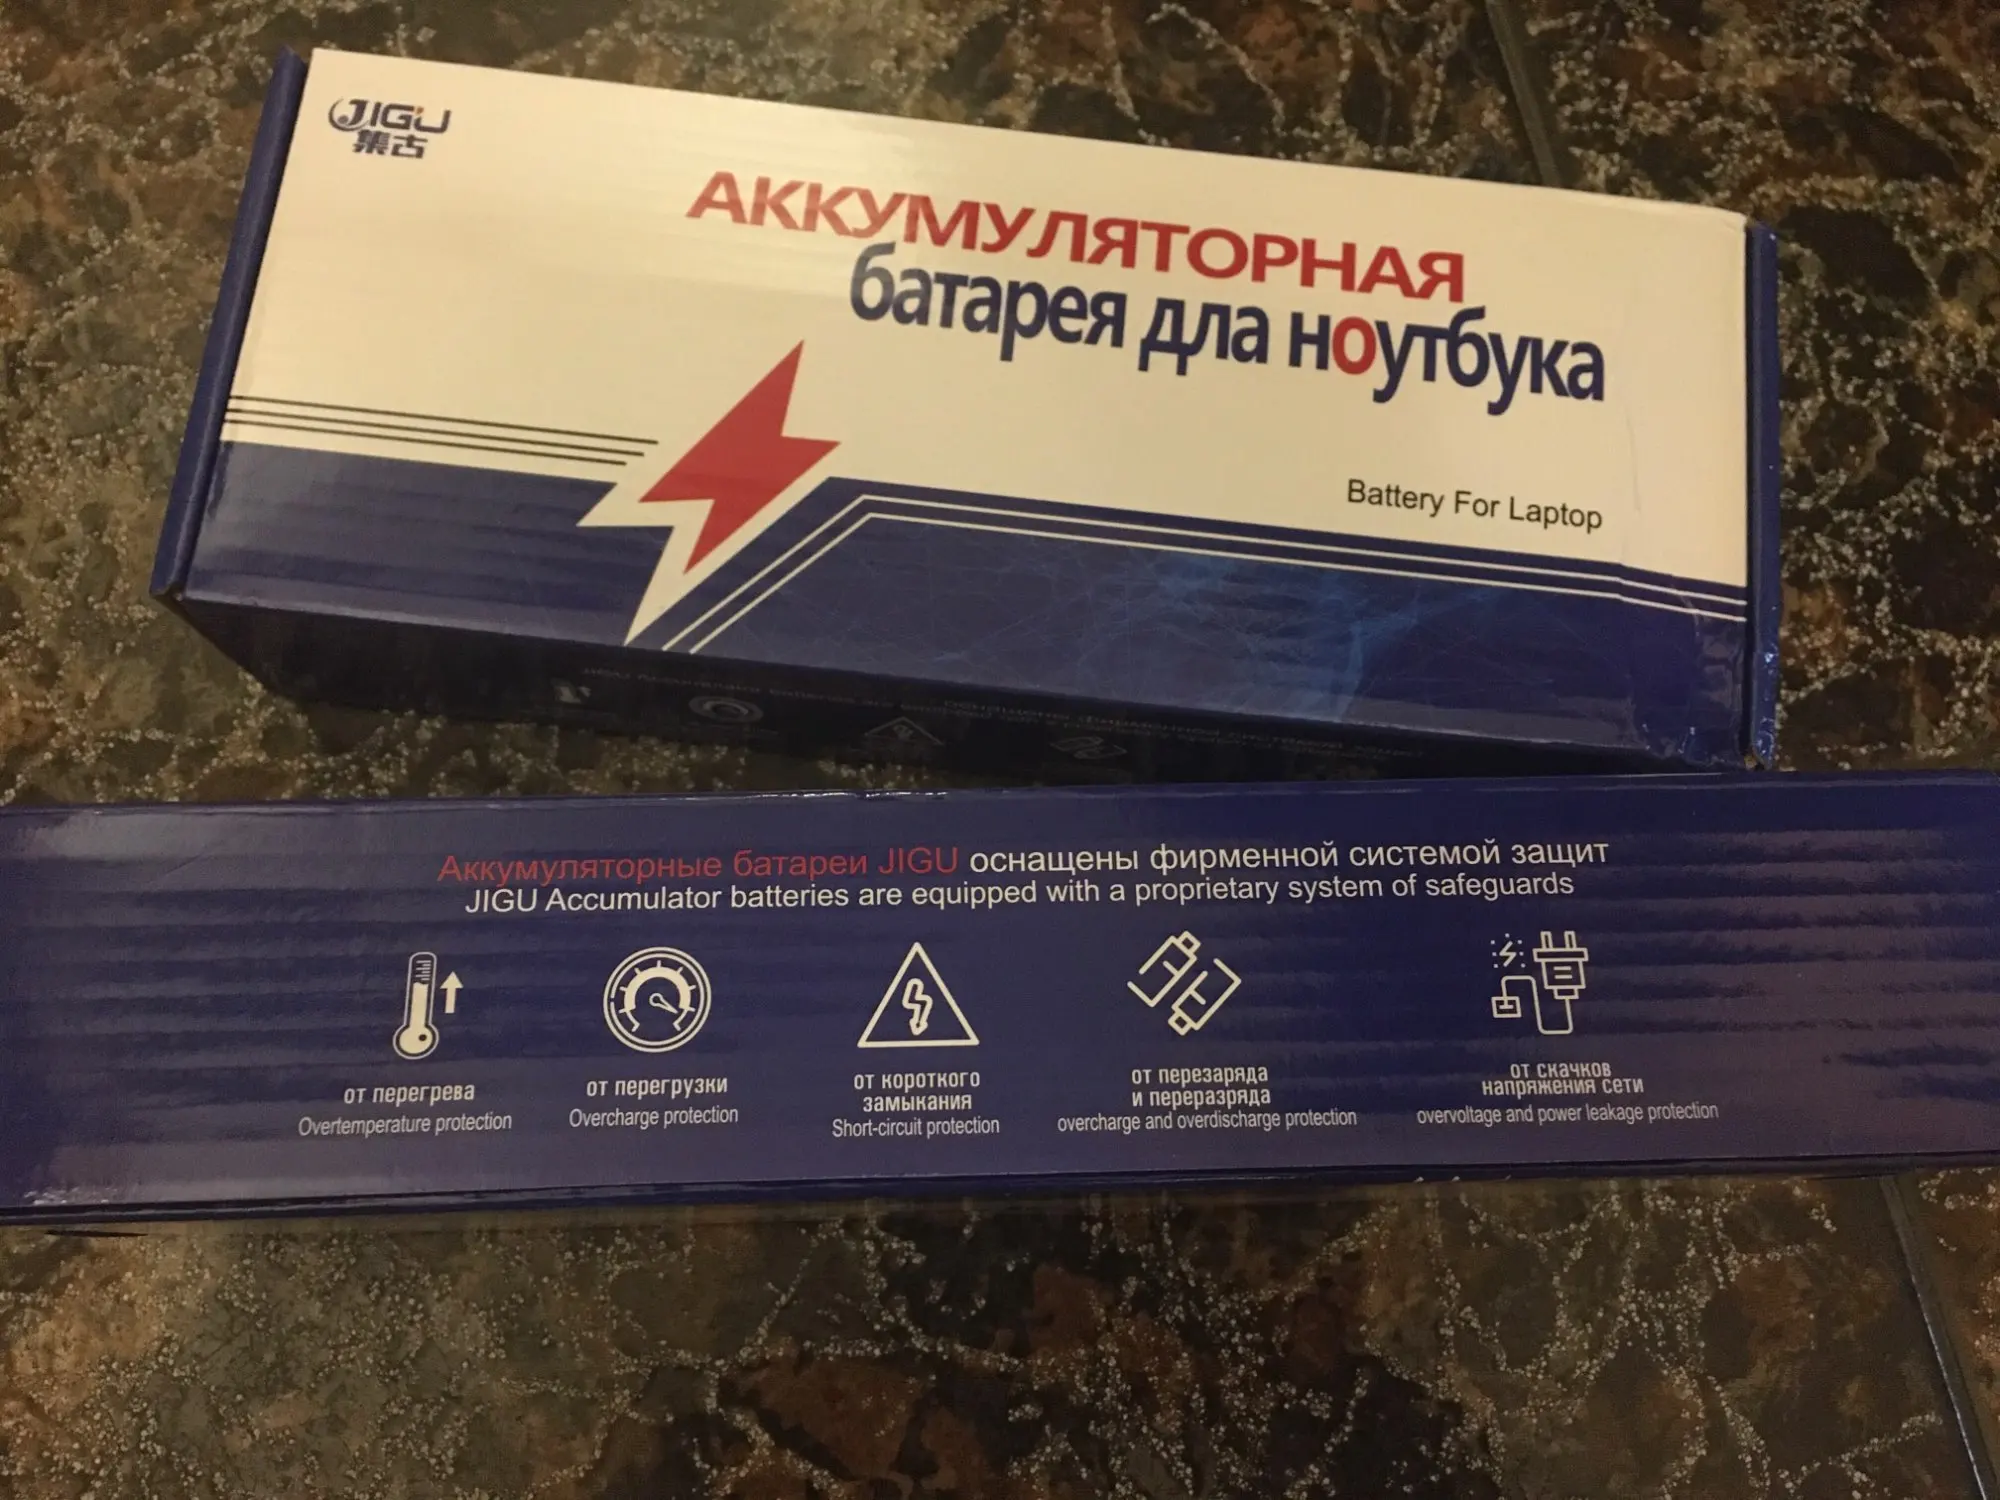 JIGU
集古
АККУМУЛЯТОРНАЯ
батарея дла ноутбука
Battery For Laptop
Аккумуляторные батареи JIGU оснащены фирменной системой защит
JIGU Accumulator batteries are equipped with a proprietary system of safeguards
от перегрева
Overtemperature protection
от перегрузки
Overcharge protection
от короткого
замыкания
Short-circuit protection
от перезаряда
и переразряда
overcharge and overdischarge protection
от скачков
напряжения сети
overvoltage and power leakage protection